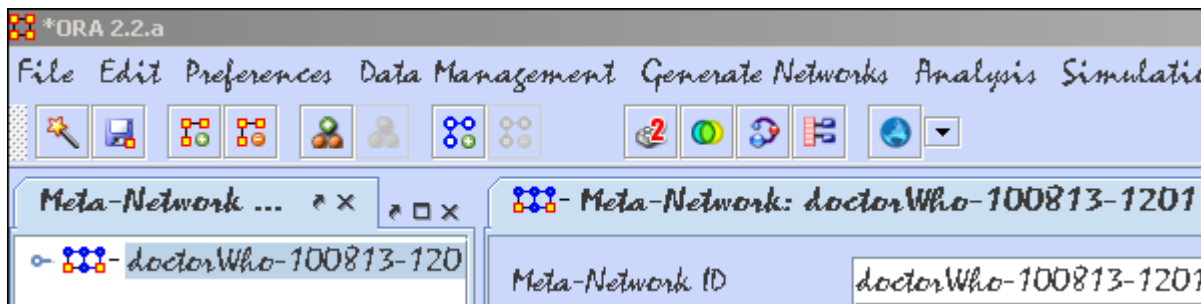 *ORA 2.2.a
File Edit Preferences Data Management Generate Networks Analysis Simulatio
2
Meta-Network ... Meta-Network: doctorWho-100813-1201
doctorWho-100813-120
Meta-Network ID doctorWho-100813-1201